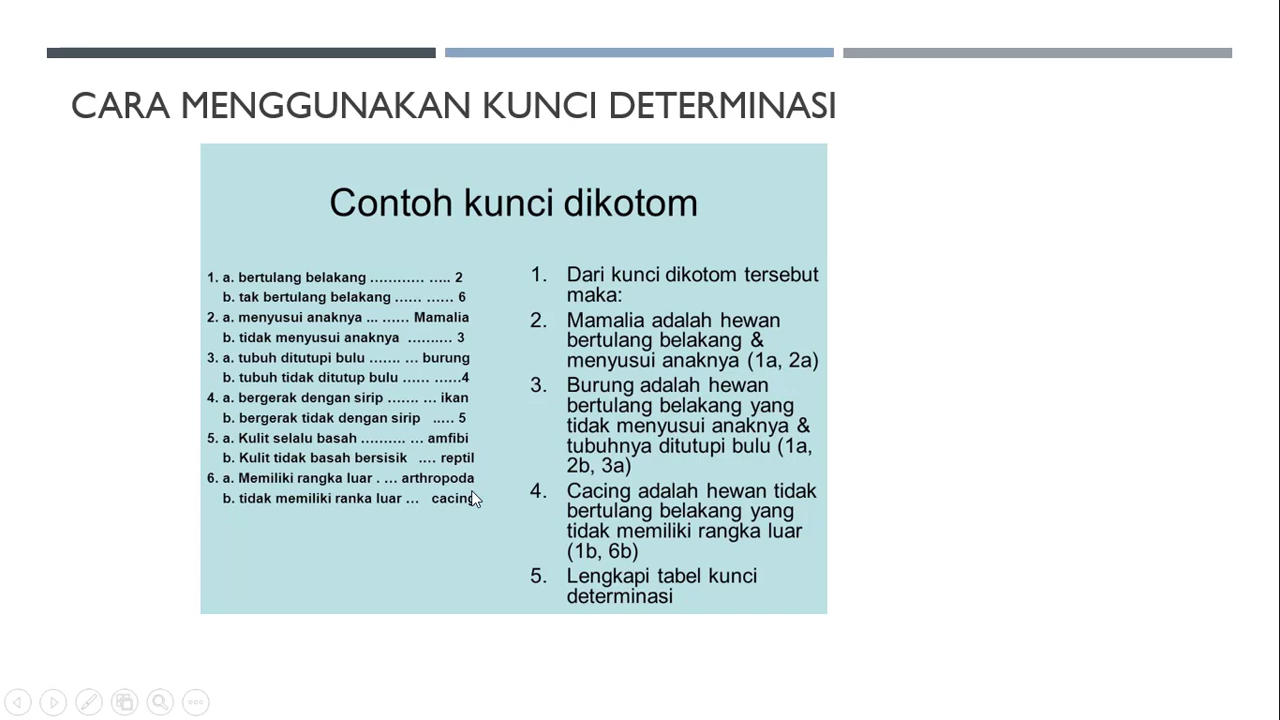 CARA MENGGUNAKAN KUNCI DETERMINASI
Contoh kunci dikotom
1. a. bertulang belakang ………… ….. 2
b. tak bertulang belakang …… …… 6
2. a. menyusui anaknya ... …… Mamalia
b. tidak menyusui anaknya ………. 3
3. a. tubuh ditutupi bulu ……. … burung
b. tubuh tidak ditutup bulu …… ……4
4. a. bergerak dengan sirip ……. … ikan
b. bergerak tidak dengan sirip ..… 5
5. a. Kulit selalu basah ………. … amfibi
b. Kulit tidak basah bersisik .… reptil
6. a. Memiliki rangka luar . … arthropoda
b. tidak memiliki ranka luar … cacing
1. Dari kunci dikotom tersebut
maka:
2. Mamalia adalah hewan
bertulang belakang &
menyusui anaknya (1a, 2a)
3. Burung adalah hewan
bertulang belakang yang
tidak menyusui anaknya &
tubuhnya ditutupi bulu (1a,
2b, 3a)
4. Cacing adalah hewan tidak
bertulang belakang yang
tidak memiliki rangka luar
(1b, 6b)
5. Lengkapi tabel kunci
determinasi